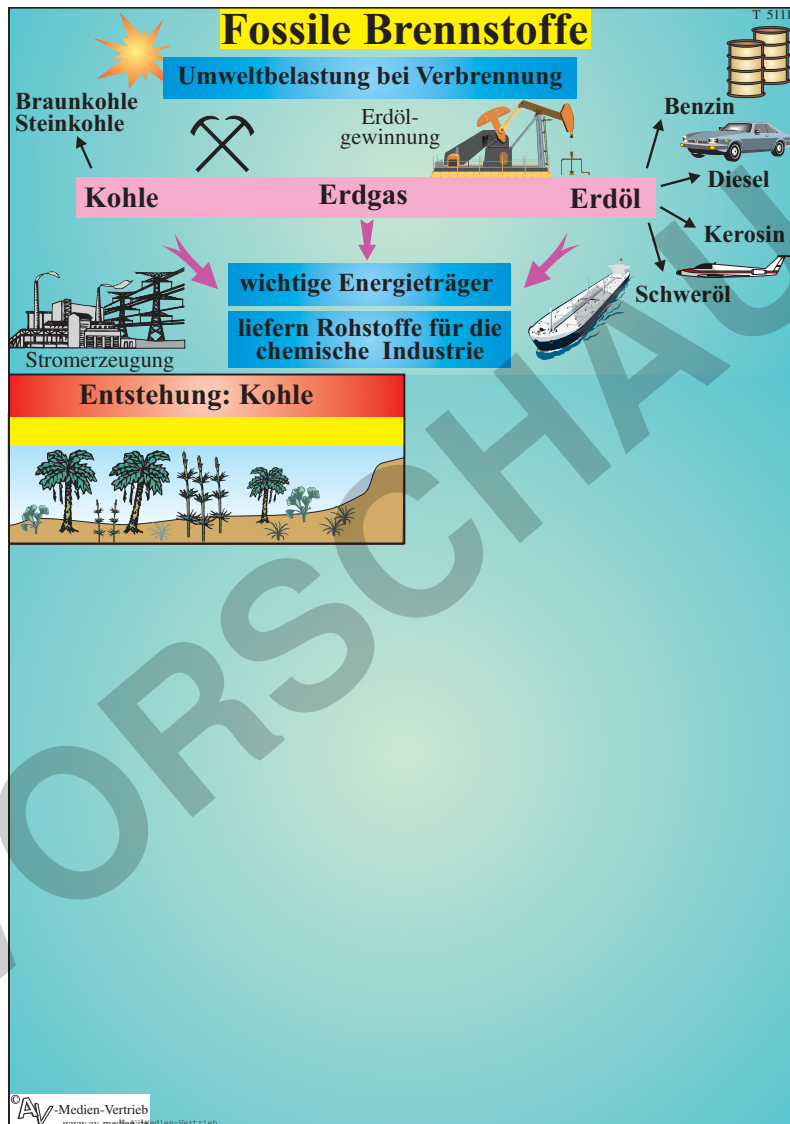 T 5111
Fossile Brennstoffe
Umweltbelastung bei Verbrennung
Braunkohle
Steinkohle
Erdöl-
gewinnung
Benzin
Diesel
Kohle
Erdgas
Erdöl
Kerosin
wichtige Energieträger
Schweröl
liefern Rohstoffe für die
chemische Industrie
Stromerzeugung
Entstehung: Kohle
VORSCHAU
© AV-Medien-Vertrieb